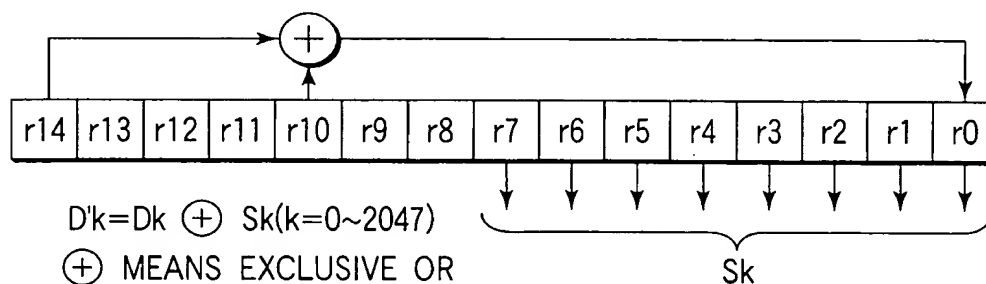 ⊕
r14 r13 r12 r11 r10 r9 r8 r7 r6 r5 r4 r3 r2 r1 r0
D'k=Dk ⊕ Sk(k=0~2047)
⊕ MEANS EXCLUSIVE OR
Sk